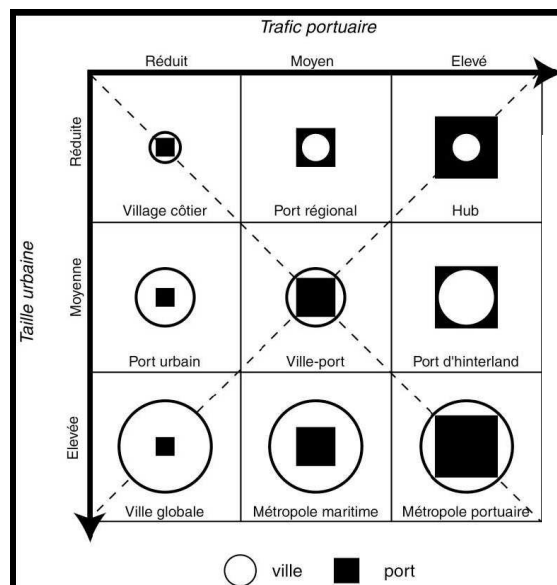 Trafic portuaire
Réduit Moyen Elevé
Taille urbaine
Réduite
Village côtier Port régional Hub
Moyenne
Port urbain Ville-port Port d'hinterland
Elevée
Ville globale Métropole maritime Métropole portuaire
ville port